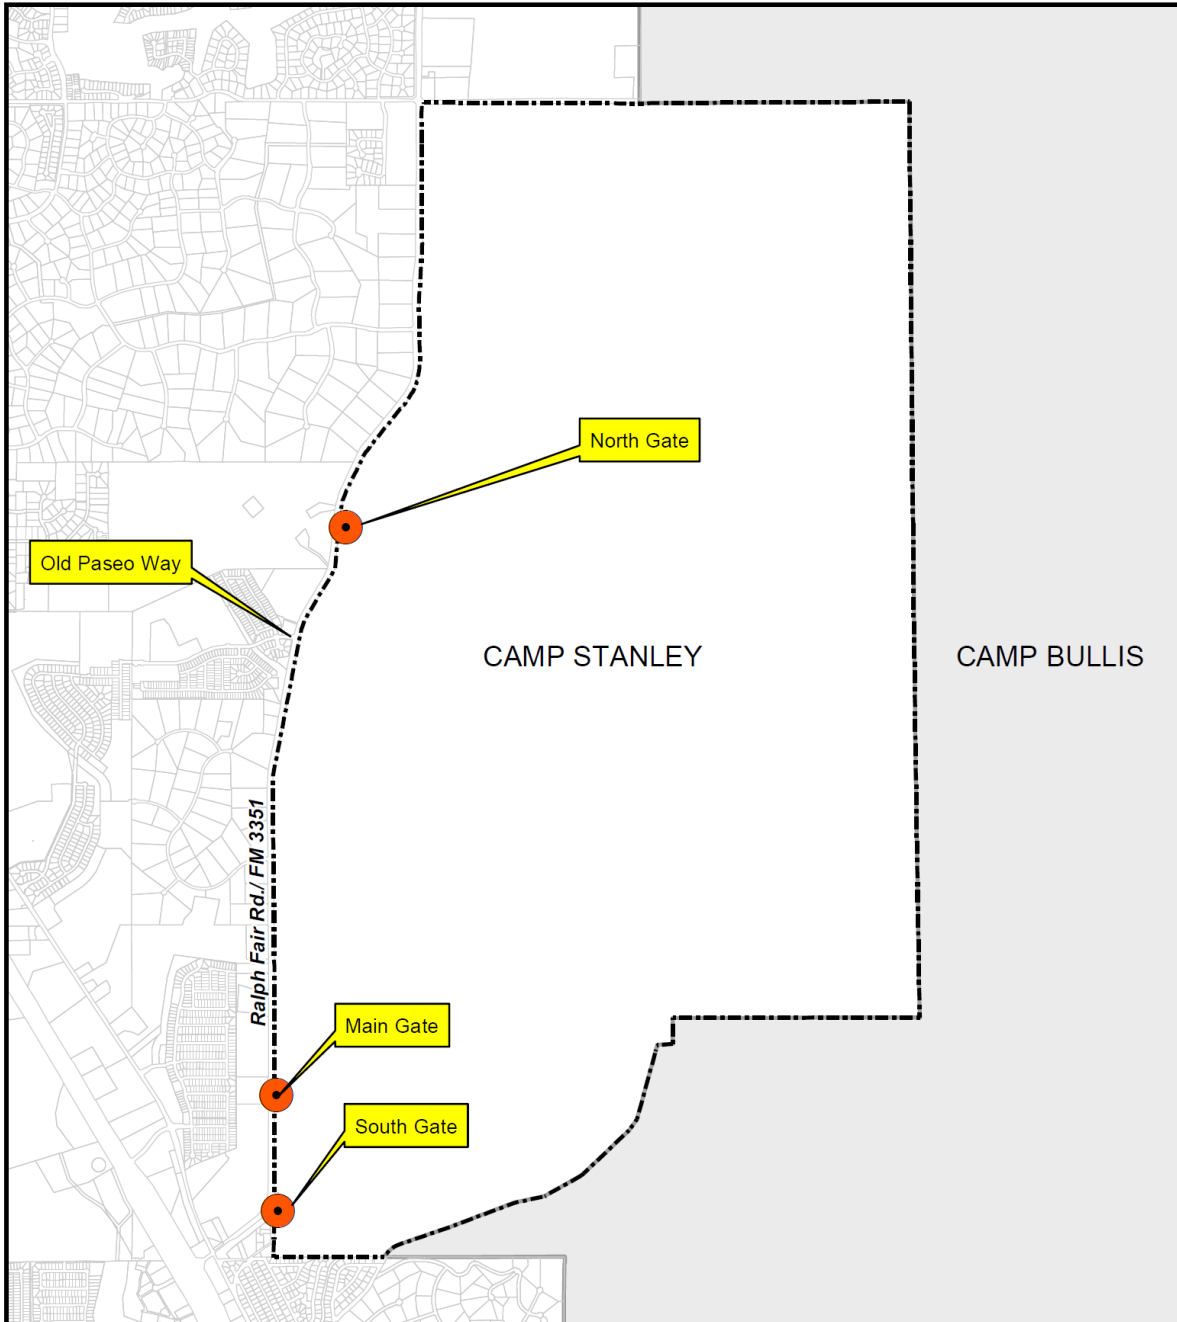 North Gate
Old Paseo Way
CAMP STANLEY
CAMP BULLIS
Ralph Fair Rd./ FM 3351
Main Gate
South Gate